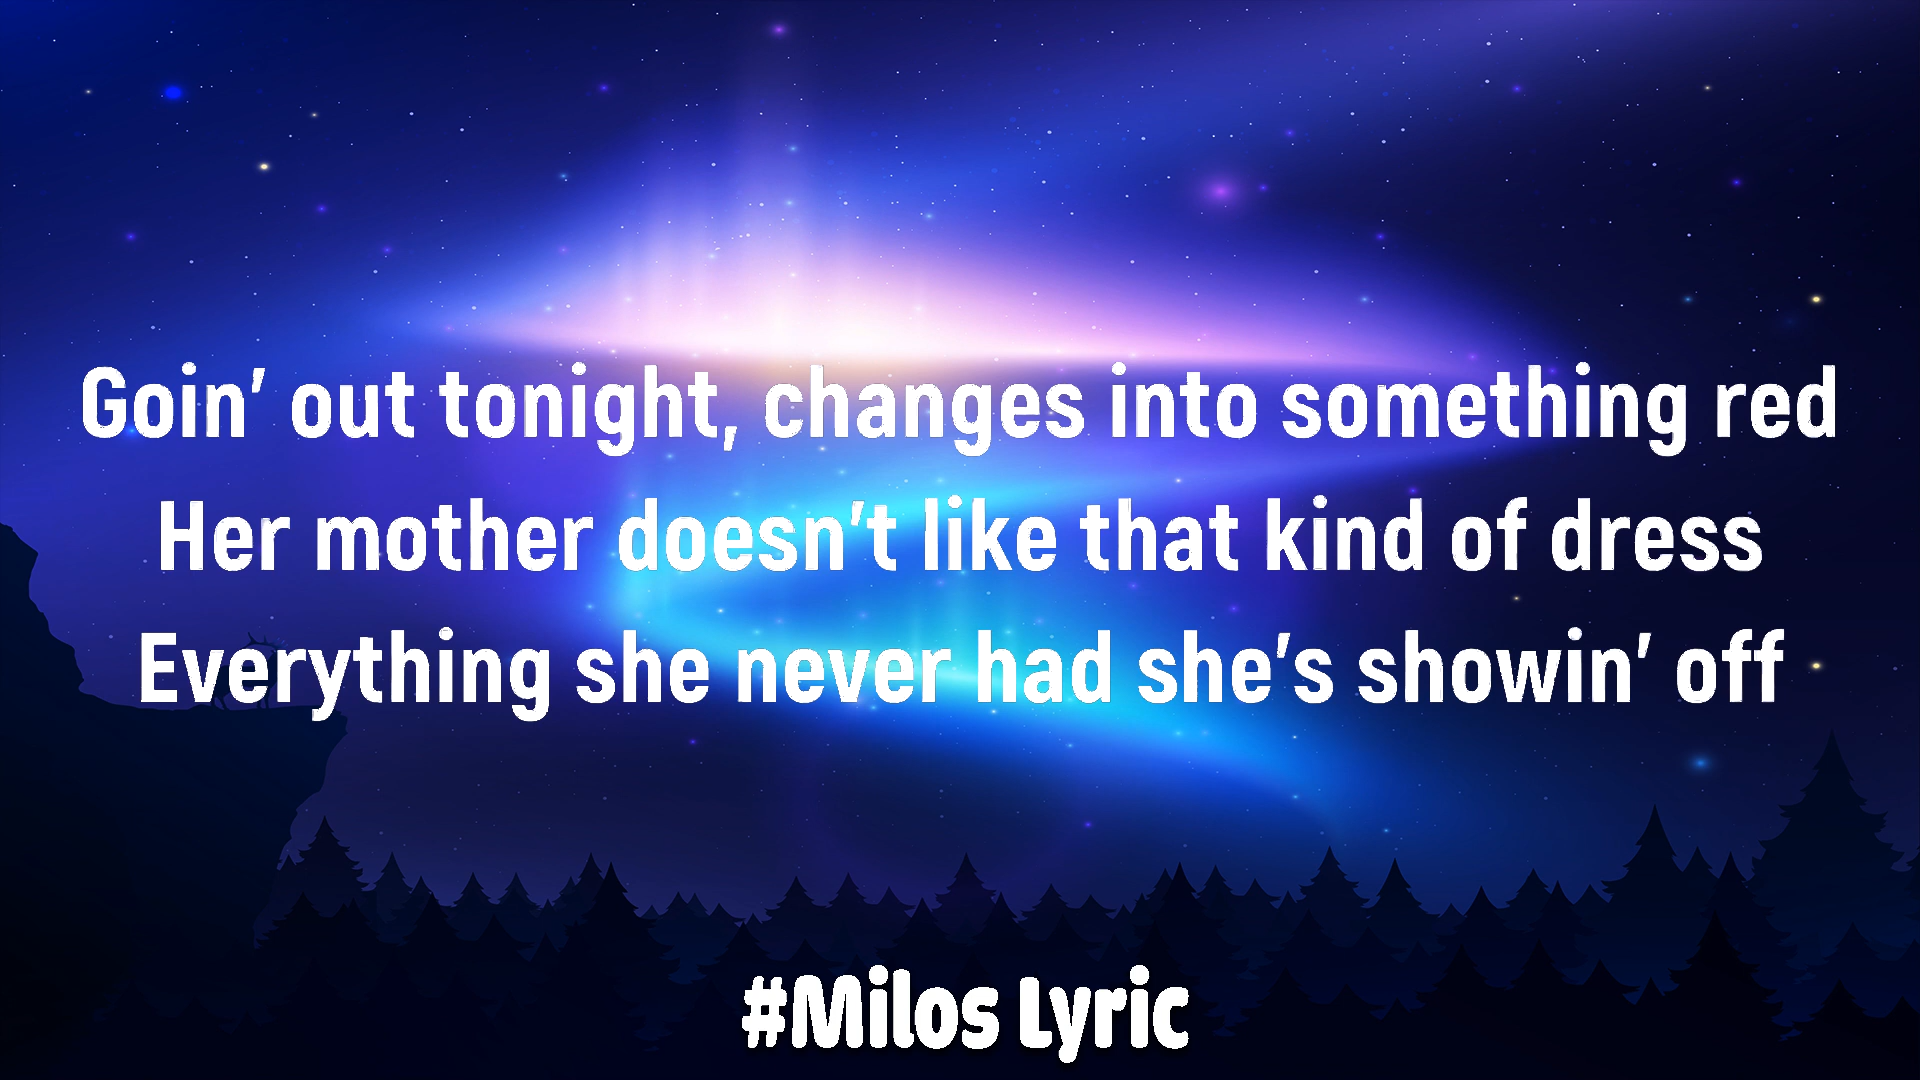 Goin’ out tonight, changes into something red
Her mother doesn’t like that kind of dress
Everything she never had she’s showin’ off
#Milos Lyric